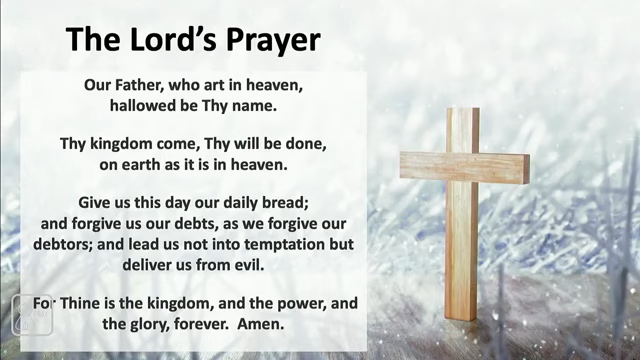 The Lord’s Prayer
Our Father, who art in heaven,
hallowed be Thy name.
Thy kingdom come, Thy will be done,
on earth as it is in heaven.
Give us this day our daily bread;
and forgive us our debts, as we forgive our
debtors; and lead us not into temptation but
deliver us from evil.
For Thine is the kingdom, and the power, and
the glory, forever.  Amen.